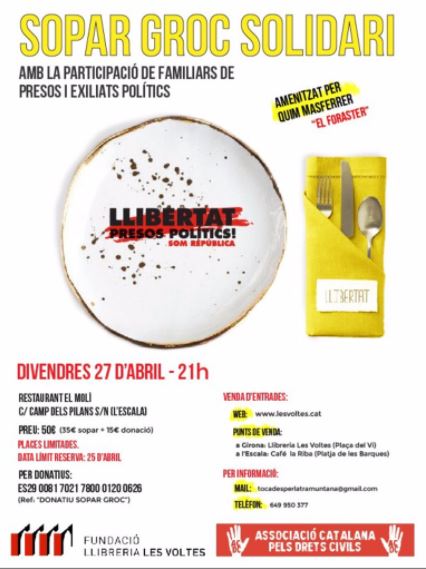 SOPAR GROC SOLIDARI
AMB LA PARTICIPACIÓ DE FAMILIARS DE
PRESOS I EXILIATS POLÍTICS
AMENITZAT PER
QUIM MASFERRER
"EL FORASTER"
LLIBERTAT
PRESOS POLÍTICS!
SOM REPÚBLICA
LLIBERTAT
DIVENDRES 27 D'ABRIL - 21h
RESTAURANT EL MOLÍ
C/ CAMP DELS PILANS S/N (L'ESCALA)
PREU: 50€ (35€ sopar + 15€ donació)
PLACES LIMITADES.
DATA LÍMIT RESERVA: 25 D'ABRIL
PER DONATIUS:
ES29 0081 7021 7800 0120 0626
(Ref: "DONATIU SOPAR GROC")
VENDA D'ENTRADES:
WEB: www.lesvoltes.cat
PUNTS DE VENDA:
a Girona: Llibreria Les Voltes (Plaça del Vi)
a l'Escala: Café la Riba (Platja de les Barques)
PER INFORMACIÓ:
MAIL: tocadesperlatramuntana@gmail.com
TELÈFON: 649 950 377
FUNDACIÓ
LLIBRERIA LES VOLTES
ASSOCIACIÓ CATALANA
PELS DRETS CIVILS